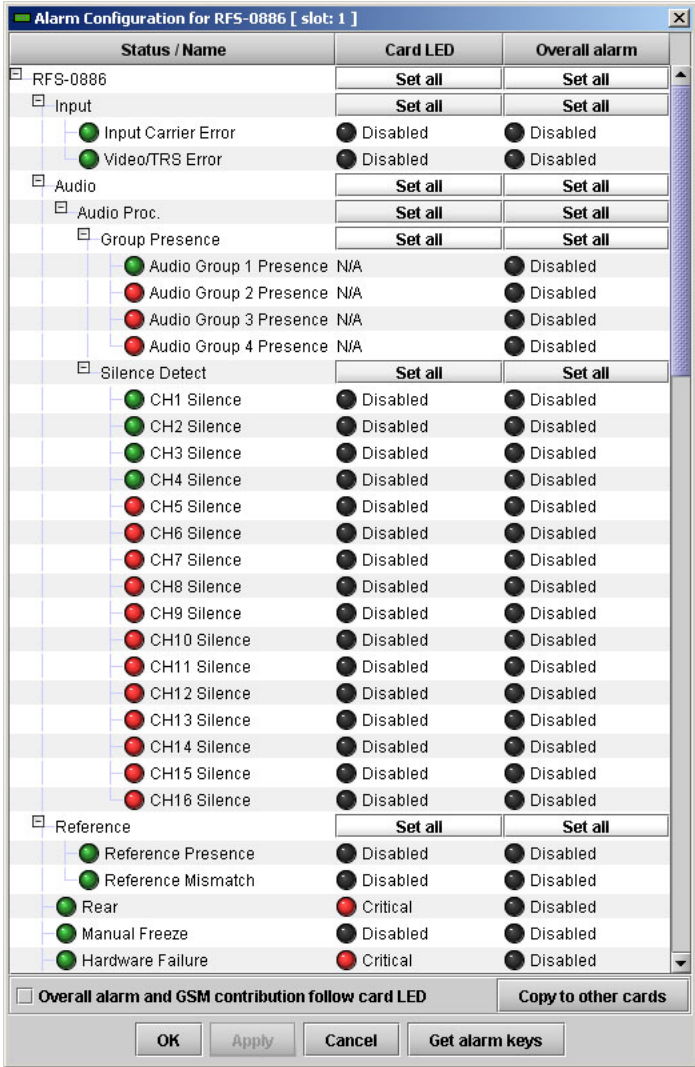 Alarm Configuration for RFS-0886 [ slot: 1 ]
Status / Name Card LED Overall alarm
RFS-0886 Set all Set all
Input Set all Set all
Input Carrier Error Disabled Disabled
Video/TRS Error Disabled Disabled
Audio Set all Set all
Audio Proc. Set all Set all
Group Presence Set all Set all
Audio Group 1 Presence N/A Disabled
Audio Group 2 Presence N/A Disabled
Audio Group 3 Presence N/A Disabled
Audio Group 4 Presence N/A Disabled
Silence Detect Set all Set all
CH1 Silence Disabled Disabled
CH2 Silence Disabled Disabled
CH3 Silence Disabled Disabled
CH4 Silence Disabled Disabled
CH5 Silence Disabled Disabled
CH6 Silence Disabled Disabled
CH7 Silence Disabled Disabled
CH8 Silence Disabled Disabled
CH9 Silence Disabled Disabled
CH10 Silence Disabled Disabled
CH11 Silence Disabled Disabled
CH12 Silence Disabled Disabled
CH13 Silence Disabled Disabled
CH14 Silence Disabled Disabled
CH15 Silence Disabled Disabled
CH16 Silence Disabled Disabled
Reference Set all Set all
Reference Presence Disabled Disabled
Reference Mismatch Disabled Disabled
Rear Critical Disabled
Manual Freeze Disabled Disabled
Hardware Failure Critical Disabled
Overall alarm and GSM contribution follow card LED Copy to other cards
OK Apply Cancel Get alarm keys